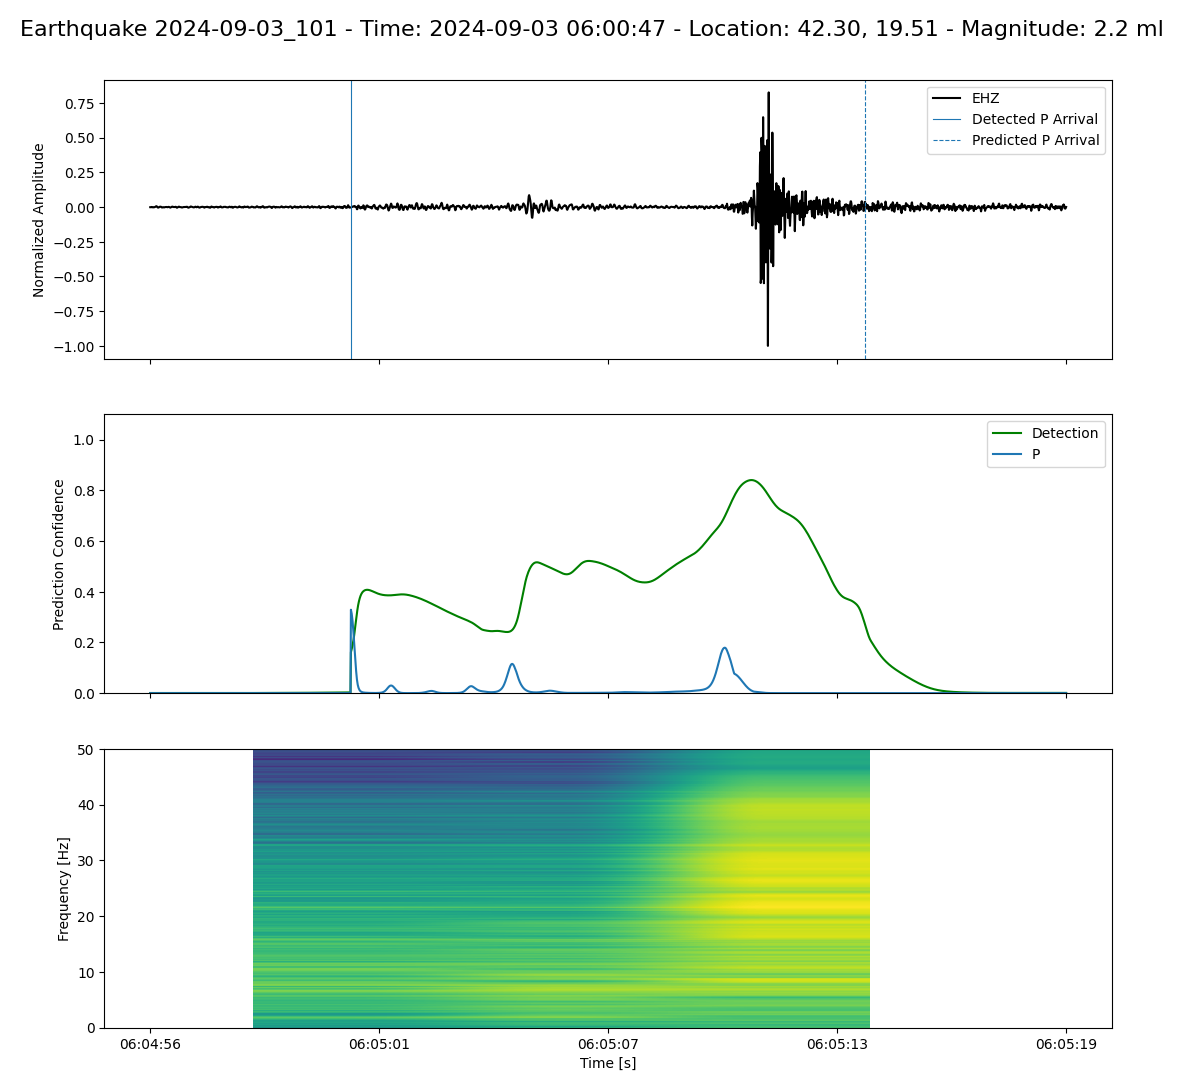 Earthquake 2024-09-03_101 - Time: 2024-09-03 06:00:47 - Location: 42.30, 19.51 - Magnitude: 2.2 ml
Normalized Amplitude
0.75
0.50
0.25
0.00
−0.25
−0.50
−0.75
−1.00
EHZ
Detected P Arrival
Predicted P Arrival
Prediction Confidence
1.0
0.8
0.6
0.4
0.2
0.0
Detection
P
Frequency [Hz]
50
40
30
20
10
0
06:04:56
06:05:01
06:05:07
06:05:13
06:05:19
Time [s]